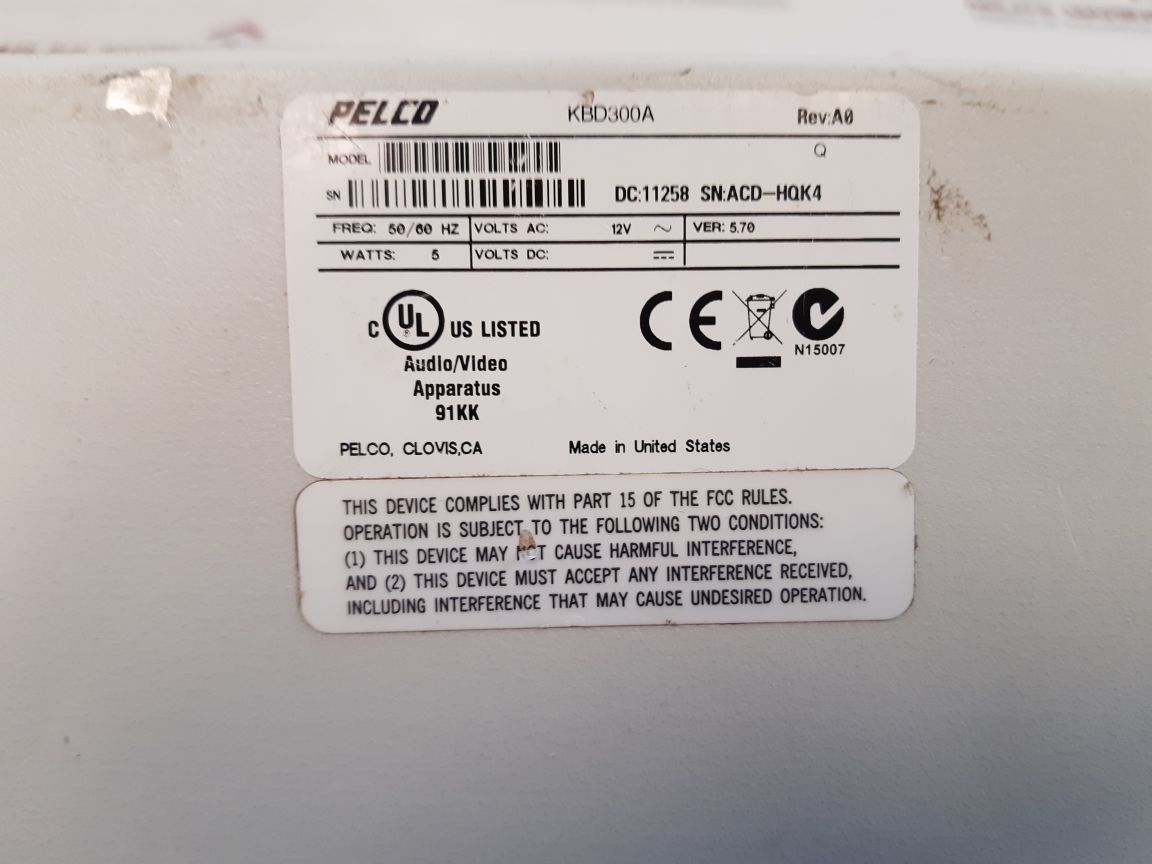 PELCO KBD300A Rev:A0
MODEL Q
SN DC:11258 SN:ACD-HQK4
FREQ: 50/60 HZ VOLTS AC: 12V ~ VER: 5.70
WATTS: 5 VOLTS DC:
C UL US LISTED
Audio/Video
Apparatus
91KK
CE
N15007
PELCO, CLOVIS,CA Made in United States
THIS DEVICE COMPLIES WITH PART 15 OF THE FCC RULES.
OPERATION IS SUBJECT TO THE FOLLOWING TWO CONDITIONS:
(1) THIS DEVICE MAY NOT CAUSE HARMFUL INTERFERENCE,
AND (2) THIS DEVICE MUST ACCEPT ANY INTERFERENCE RECEIVED,
INCLUDING INTERFERENCE THAT MAY CAUSE UNDESIRED OPERATION.